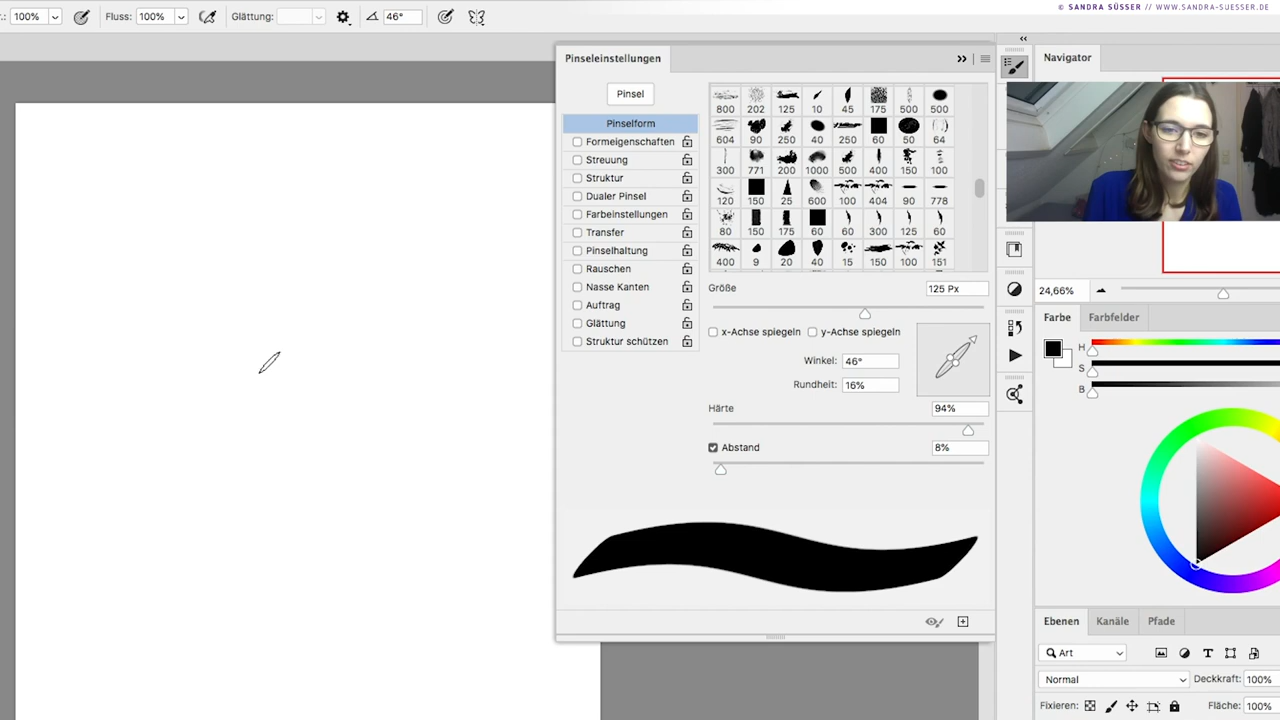 © SANDRA SÜSSER // WWW.SANDRA-SUESSER.DE
.: 100% Fluss: 100% Glättung: 46°
Pinseleinstellungen
Navigator
Pinsel
Pinselform
Formeigenschaften
Streuung
Struktur
Dualer Pinsel
Farbeinstellungen
Transfer
Pinselhaltung
Rauschen
Nasse Kanten
Auftrag
Glättung
Struktur schützen
800 202 125 10 45 175 500 500
604 90 250 40 250 60 50 64
300 771 200 1000 500 400 150 100
120 150 25 600 100 404 90 778
80 150 175 60 60 300 125 60
400 9 20 40 15 150 100 151
Größe 125 Px
x-Achse spiegeln y-Achse spiegeln
Winkel: 46°
Rundheit: 16%
Härte 94%
Abstand 8%
24,66%
Farbe Farbfelder
H
S
B
Ebenen Kanäle Pfade
Art
Normal Deckkraft: 100%
Fixieren: Fläche: 100%